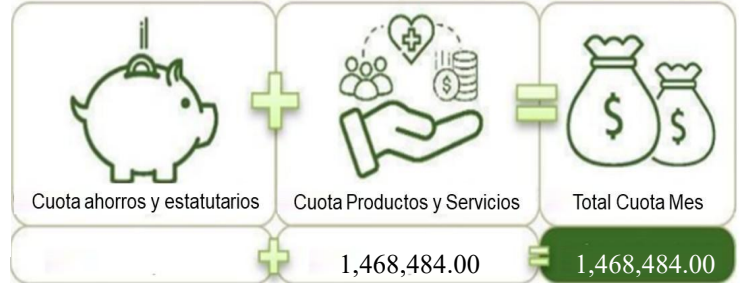 $
$ $
Cuota ahorros y estatutarios Cuota Productos y Servicios Total Cuota Mes
1,468,484.00 1,468,484.00